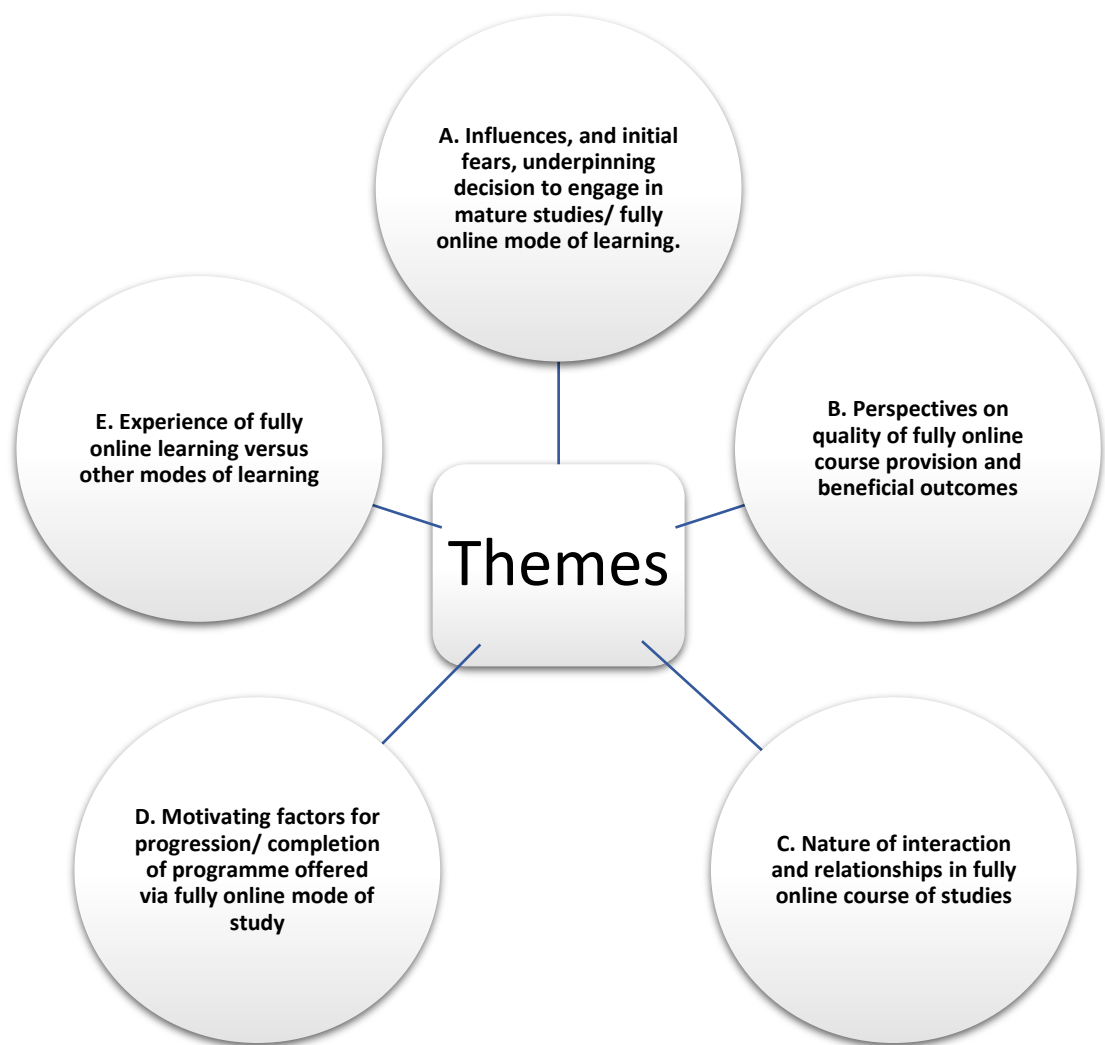 A. Influences, and initial
fears, underpinning
decision to engage in
mature studies/ fully
online mode of learning.
B. Perspectives on
quality of fully online
course provision and
beneficial outcomes
C. Nature of interaction
and relationships in fully
online course of studies
D. Motivating factors for
progression/ completion
of programme offered
via fully online mode of
study
E. Experience of fully
online learning versus
other modes of learning
Themes